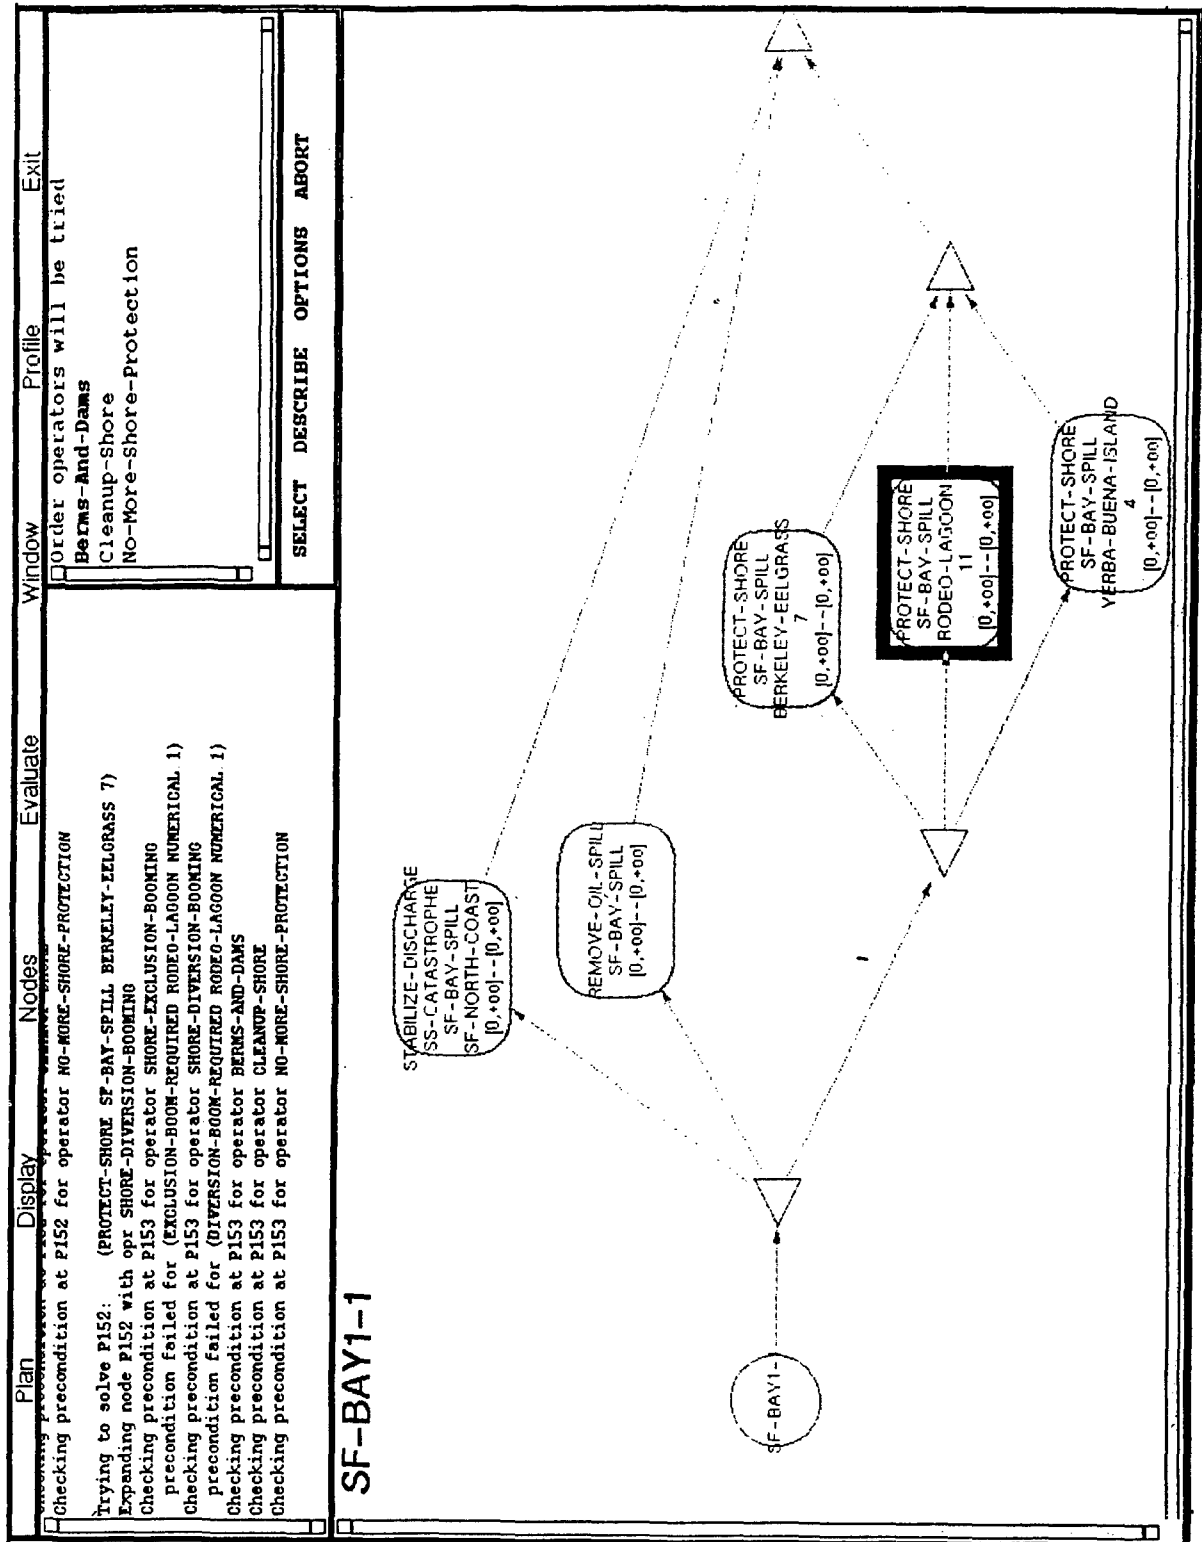 Plan Display Nodes Evaluate Window Profile Exit
Checking precondition at P152 for operator NO-MORE-SHORE-PROTECTION
Trying to solve P152: (PROTECT-SHORE SF-BAY-SPILL BERKELEY-EELGRASS 7)
Expanding node P152 with opr SHORE-DIVERSION-BOOMING
Checking precondition at P153 for operator SHORE-EXCLUSION-BOOMING
precondition failed for (EXCLUSION-BOOM-REQUIRED RODEO-LAGOON NUMERICAL 1)
Checking precondition at P153 for operator SHORE-DIVERSION-BOOMING
precondition failed for (DIVERSION-BOOM-REQUIRED RODEO-LAGOON NUMERICAL 1)
Checking precondition at P153 for operator BERMS-AND-DAMS
Checking precondition at P153 for operator CLEANUP-SHORE
Checking precondition at P153 for operator NO-MORE-SHORE-PROTECTION
Order operators will be tried
Berms-And-Dams
Cleanup-Shore
No-More-Shore-Protection
SELECT DESCRIBE OPTIONS ABORT
SF-BAY1-1
SF-BAY1-
STABILIZE-DISCHARGE
SS-CATASTROPHE
SF-BAY-SPILL
SF-NORTH-COAST
[0,+oo]--[0,+oo]
REMOVE-OIL-SPILL
SF-BAY-SPILL
[0,+oo]--[0,+oo]
PROTECT-SHORE
SF-BAY-SPILL
BERKELEY-EELGRASS
7
[0,+oo]--[0,+oo]
PROTECT-SHORE
SF-BAY-SPILL
RODEO-LAGOON
11
[0,+oo]--[0,+oo]
PROTECT-SHORE
SF-BAY-SPILL
YERBA-BUENA-ISLAND
4
[0,+oo]--[0,+oo]